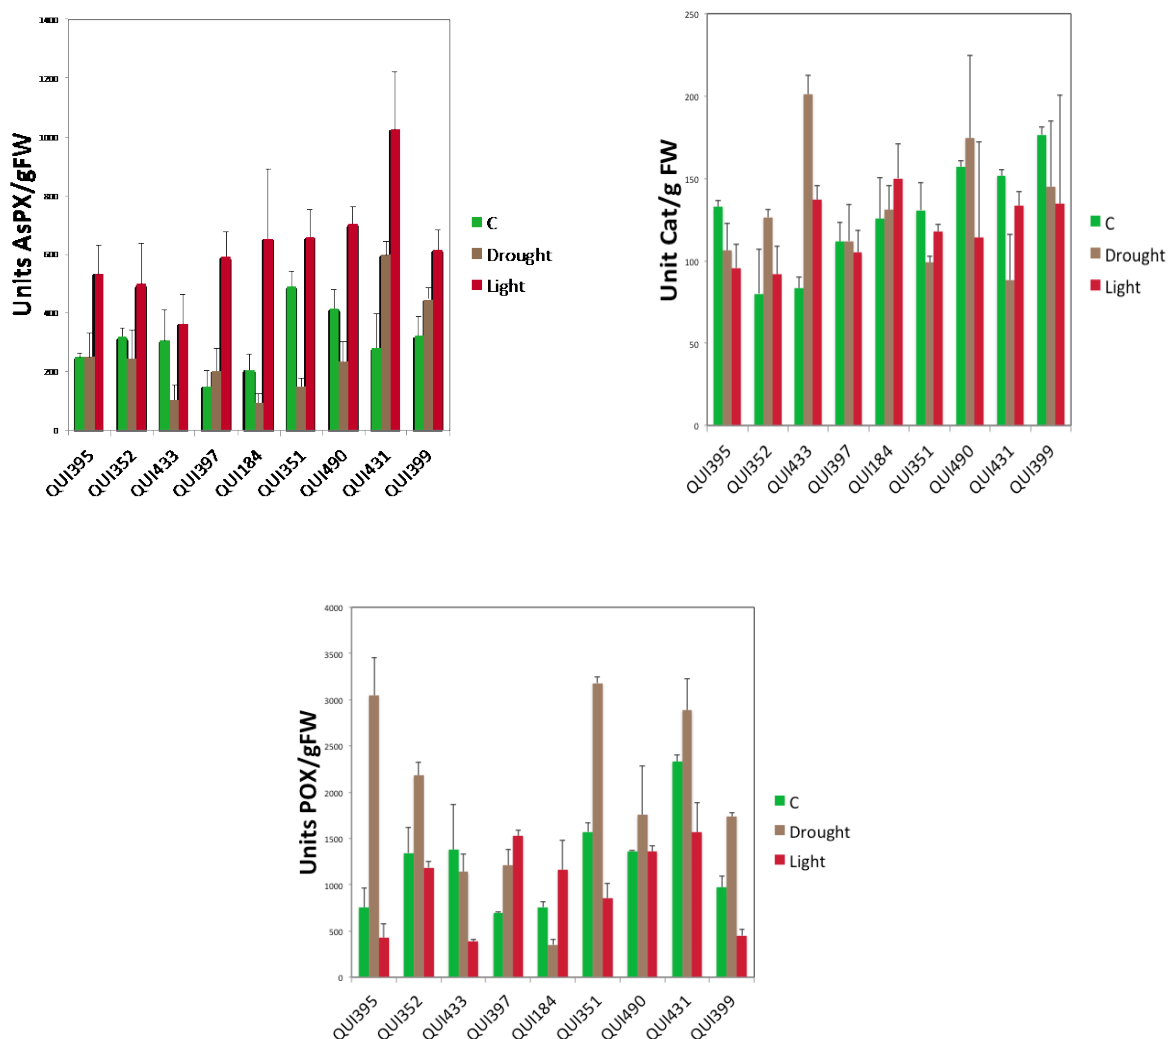 Units AsPX/gFW
1400
1200
1000
800
600
400
200
0
QUI395
QUI352
QUI433
QUI397
QUI184
QUI351
QUI490
QUI431
QUI399
C
Drought
Light
Unit Cat/g FW
250
200
150
100
50
0
QUI395
QUI352
QUI433
QUI397
QUI184
QUI351
QUI490
QUI431
QUI399
C
Drought
Light
Units POX/gFW
4000
3500
3000
2500
2000
1500
1000
500
0
QUI395
QUI352
QUI433
QUI397
QUI184
QUI351
QUI490
QUI431
QUI399
C
Drought
Light